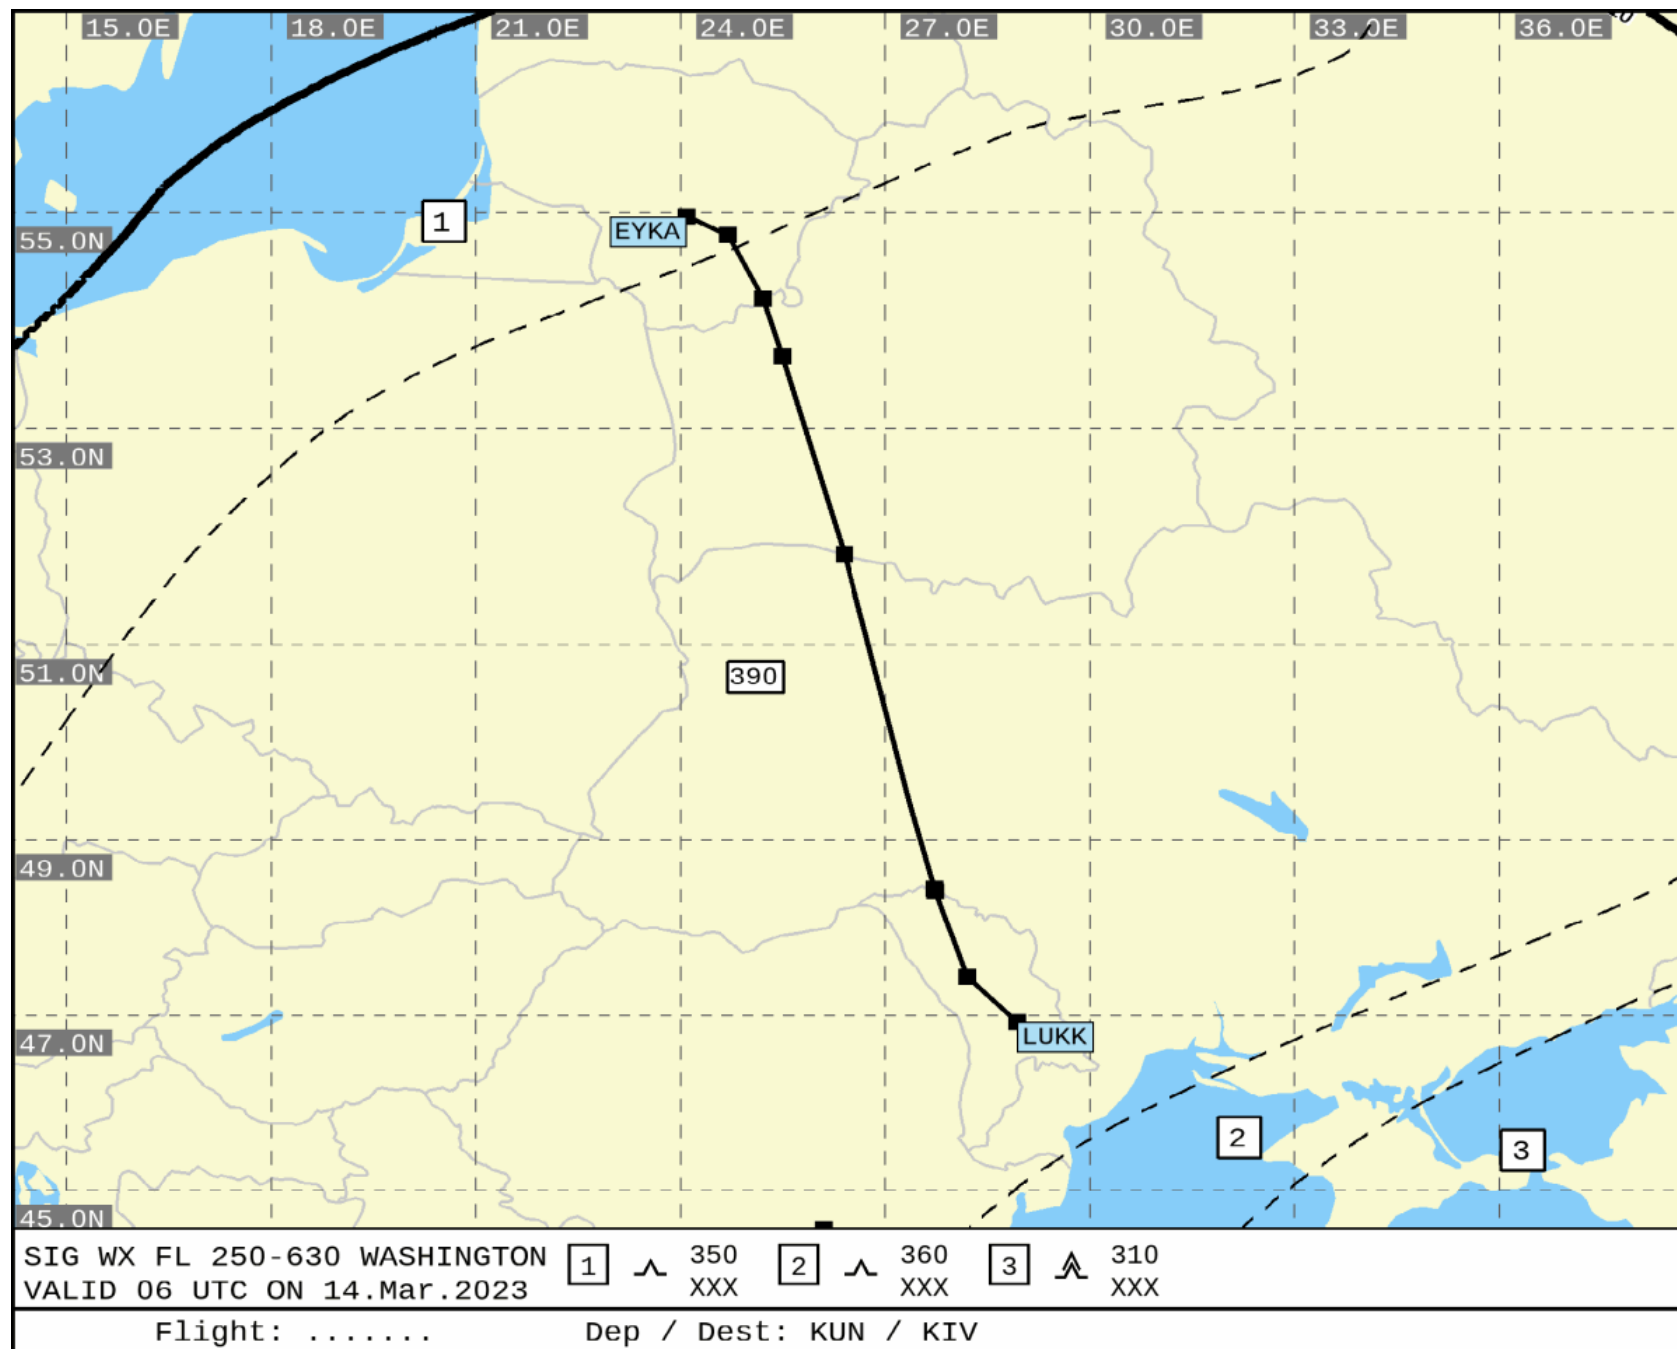 15.0E 18.0E 21.0E 24.0E 27.0E 30.0E 33.0E 36.0E
1
EYKA
55.0N
53.0N
51.0N
390
49.0N
47.0N
LUKK
2
3
45.0N
SIG WX FL 250-630 WASHINGTON
VALID 06 UTC ON 14.Mar.2023
1 350
XXX
2 360
XXX
3 310
XXX
Flight: ....... Dep / Dest: KUN / KIV